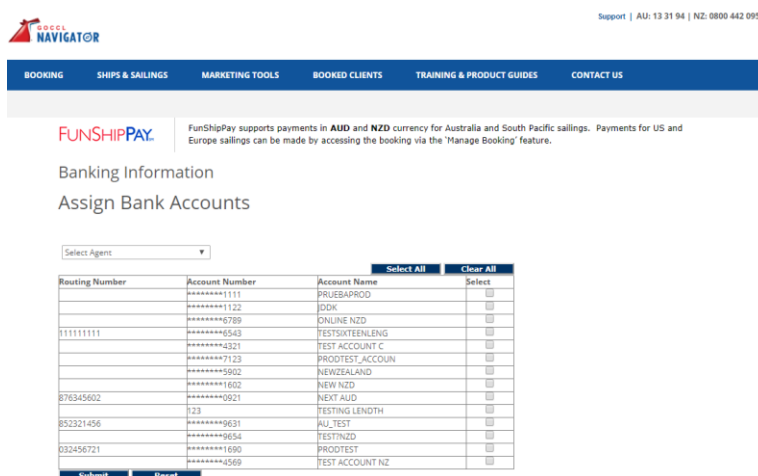 Support | AU: 13 31 94 | NZ: 0800 442 095
GOCCL
NAVIGATOR
BOOKING SHIPS & SAILINGS MARKETING TOOLS BOOKED CLIENTS TRAINING & PRODUCT GUIDES CONTACT US
FUNSHIPPAY
FunShipPay supports payments in AUD and NZD currency for Australia and South Pacific sailings. Payments for US and
Europe sailings can be made by accessing the booking via the 'Manage Booking' feature.
Banking Information
Assign Bank Accounts
Select Agent
Select All Clear All
Routing Number Account Number Account Name Select
********1111 PRUEBAPROD
********1122 JDDK
********6789 ONLINE NZD
111111111 ********6543 TESTSIXTEENLENG
********4321 TEST ACCOUNT C
********7123 PRODTEST_ACCOUN
********5902 NEWZEALAND
********1602 NEW NZD
876345602 ********0921 NEXT AUD
123 TESTING LENDTH
852321456 ********9631 AU_TEST
********9654 TEST?NZD
032456721 ********1690 PRODTEST
********4569 TEST ACCOUNT NZ
Submit Reset